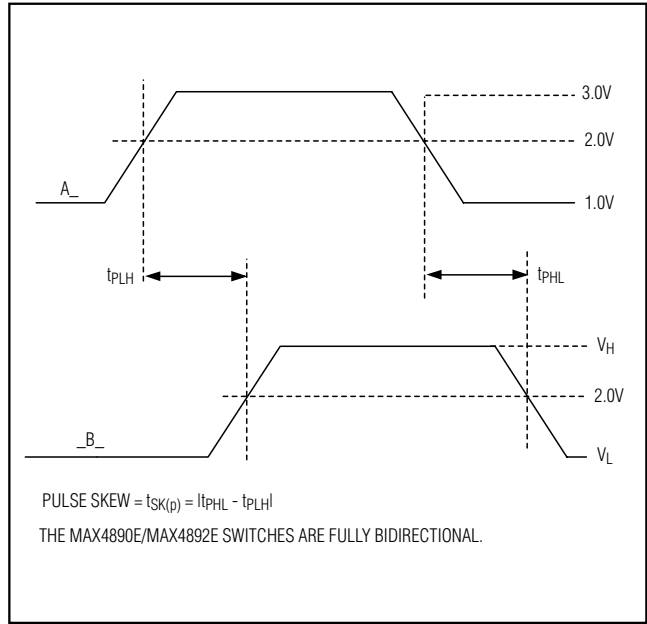 3.0V
2.0V
A_
1.0V
tPLH
tPHL
VH
2.0V
_B_
VL
PULSE SKEW = tSK(p) = |tPHL - tPLH|
THE MAX4890E/MAX4892E SWITCHES ARE FULLY BIDIRECTIONAL.